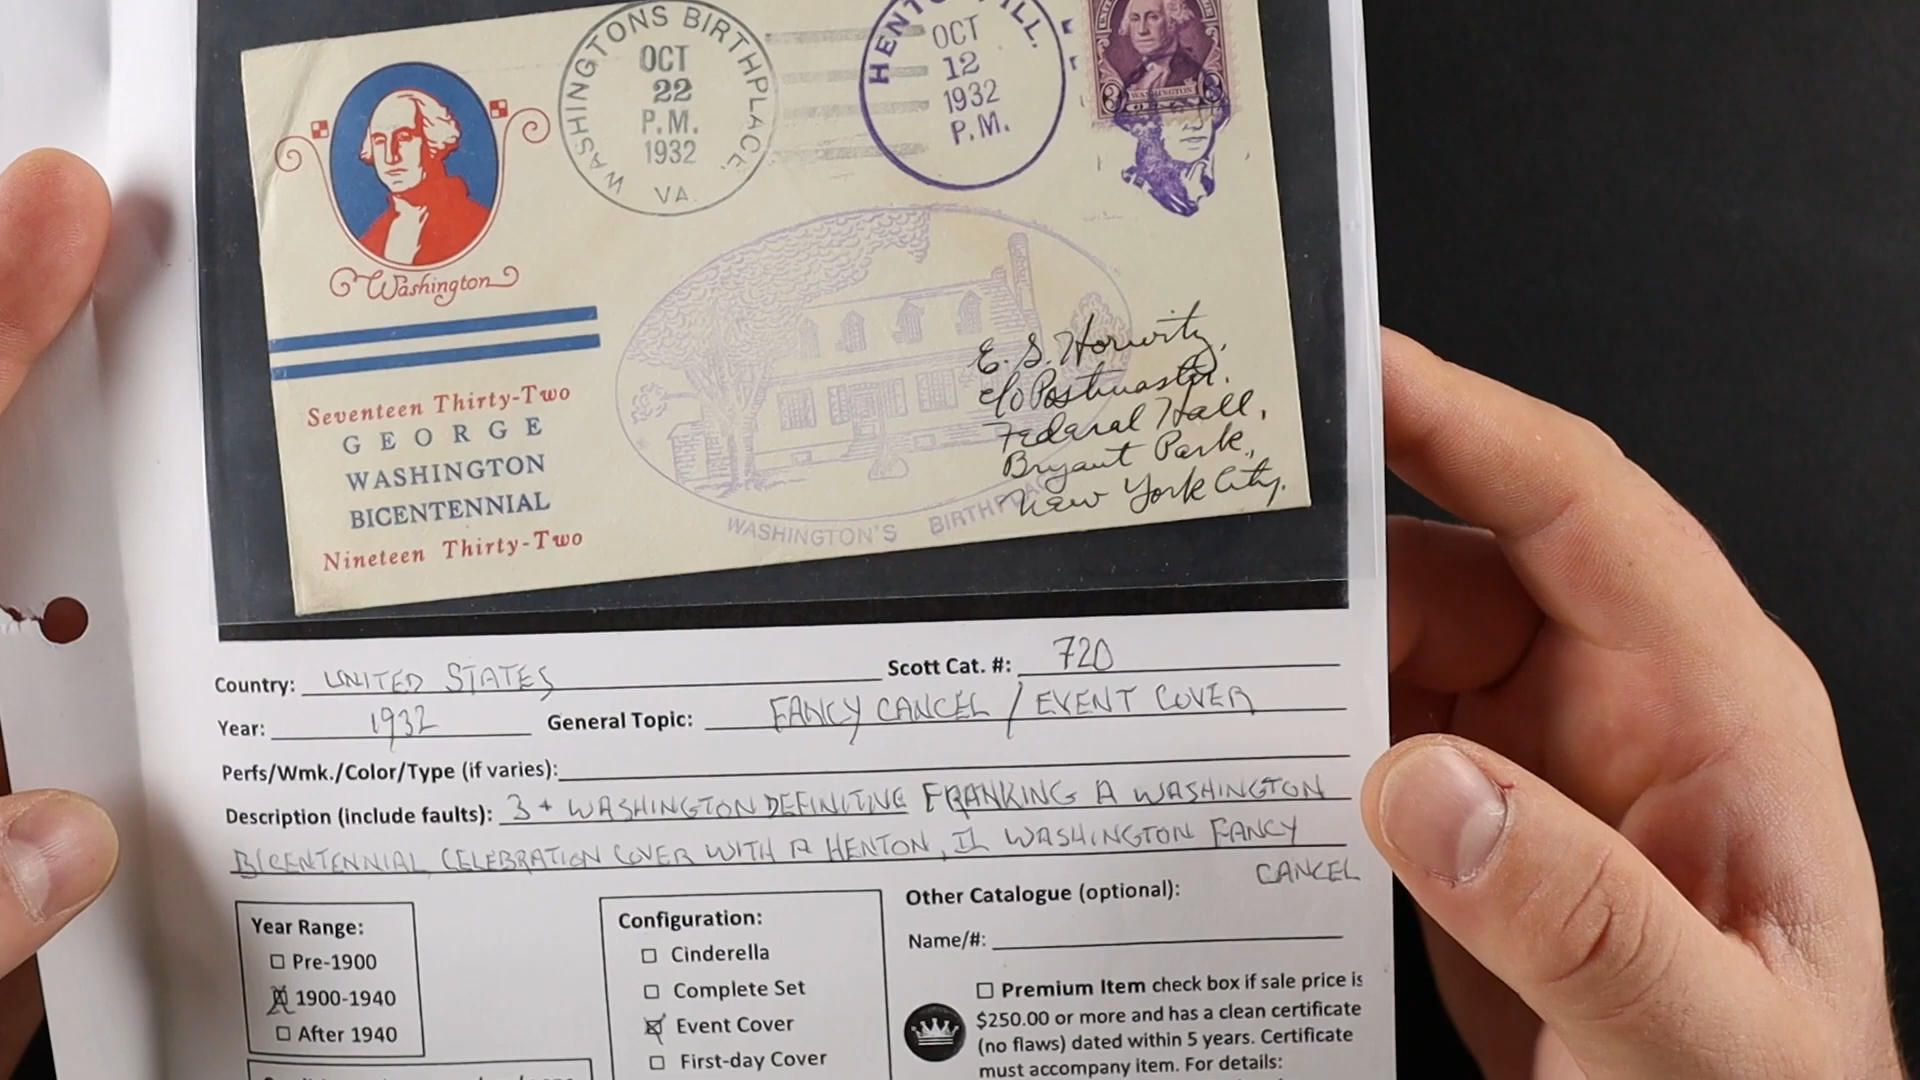 WASHINGTONS BIRTHPLACE,
OCT
22
P.M.
1932
VA.
ILL.
OCT
12
1932
P.M.
3 3
WASHINGTON
Washington
Seventeen Thirty-Two
GEORGE
WASHINGTON
BICENTENNIAL
Nineteen Thirty-Two
WASHINGTON'S
E. S. Horwitz,
c/o Postmaster.
Federal Hall,
Bryant Park,
New York City.
Country: UNITED STATES
Scott Cat. #: 720
Year: 1932
General Topic: FANCY CANCEL / EVENT COVER
Perfs/Wmk./Color/Type (if varies):
Description (include faults): 3 ¢ WASHINGTON DEFINITIVE FRANKING A WASHINGTON
BICENTENNIAL CELEBRATION COVER WITH A HENTON, IL WASHINGTON FANCY
CANCEL
Year Range:
Pre-1900
1900-1940
After 1940
Configuration:
Cinderella
Complete Set
Event Cover
First-day Cover
Other Catalogue (optional):
Name/#:
Premium Item check box if sale price is
$250.00 or more and has a clean certificate
(no flaws) dated within 5 years. Certificate
must accompany item. For details: